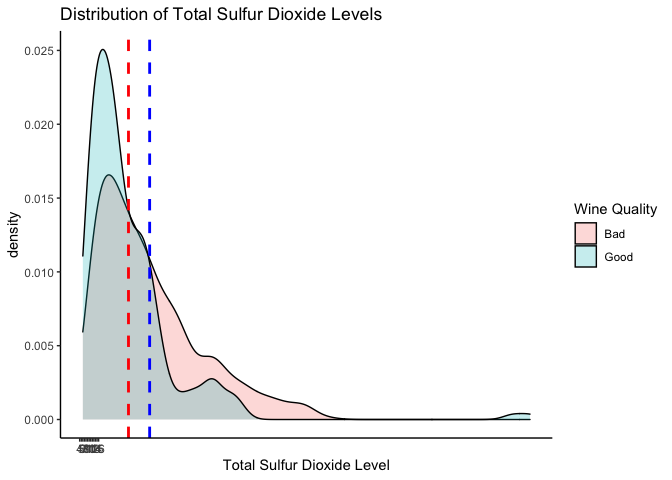 Distribution of Total Sulfur Dioxide Levels
0.025
0.020
0.015
0.010
0.005
0.000
density
Total Sulfur Dioxide Level
Wine Quality
Bad
Good